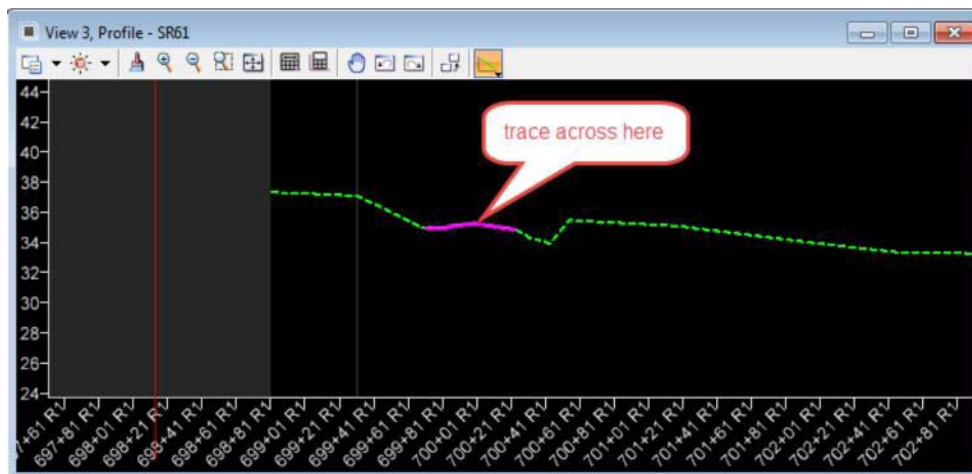 View 3, Profile - SR61
44
42
40
38
36
34
32
30
28
26
24
trace across here
7+61 R1
697+81 R1
698+01 R1
698+21 R1
698+41 R1
698+61 R1
698+81 R1
699+01 R1
699+21 R1
699+41 R1
699+61 R1
699+81 R1
700+01 R1
700+21 R1
700+41 R1
700+61 R1
700+81 R1
701+01 R1
701+21 R1
701+41 R1
701+61 R1
701+81 R1
702+01 R1
702+21 R1
702+41 R1
702+61 R1
702+81 R1